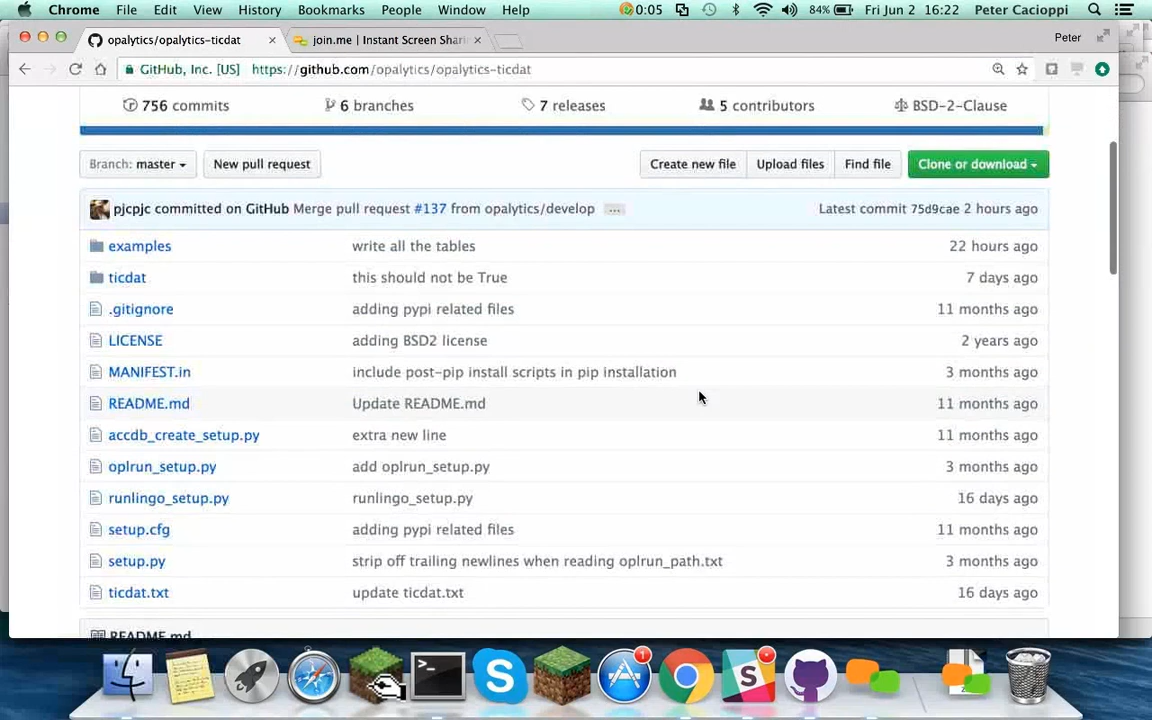 Chrome File Edit View History Bookmarks People Window Help 0:05 84% Fri Jun 2 16:22 Peter Cacioppi
opalytics/opalytics-ticdat × join.me | Instant Screen Shari × Peter
GitHub, Inc. [US] https://github.com/opalytics/opalytics-ticdat
756 commits 6 branches 7 releases 5 contributors BSD-2-Clause
Branch: master New pull request Create new file Upload files Find file Clone or download
pjcpjc committed on GitHub Merge pull request #137 from opalytics/develop ... Latest commit 75d9cae 2 hours ago
examples write all the tables 22 hours ago
ticdat this should not be True 7 days ago
.gitignore adding pypi related files 11 months ago
LICENSE adding BSD2 license 2 years ago
MANIFEST.in include post-pip install scripts in pip installation 3 months ago
README.md Update README.md 11 months ago
accdb_create_setup.py extra new line 11 months ago
oplrun_setup.py add oplrun_setup.py 3 months ago
runlingo_setup.py runlingo_setup.py 16 days ago
setup.cfg adding pypi related files 11 months ago
setup.py strip off trailing newlines when reading oplrun_path.txt 3 months ago
ticdat.txt update ticdat.txt 16 days ago
README.md
1